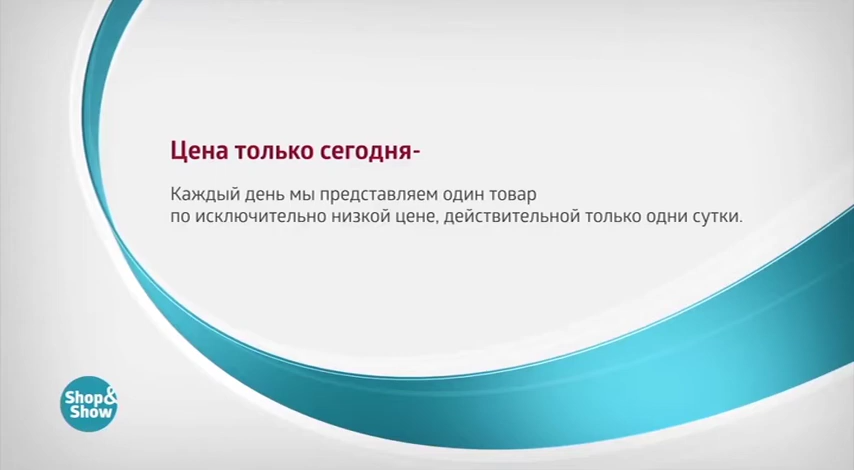 Цена только сегодня-
Каждый день мы представляем один товар
по исключительно низкой цене, действительной только одни сутки.
Shop&
Show